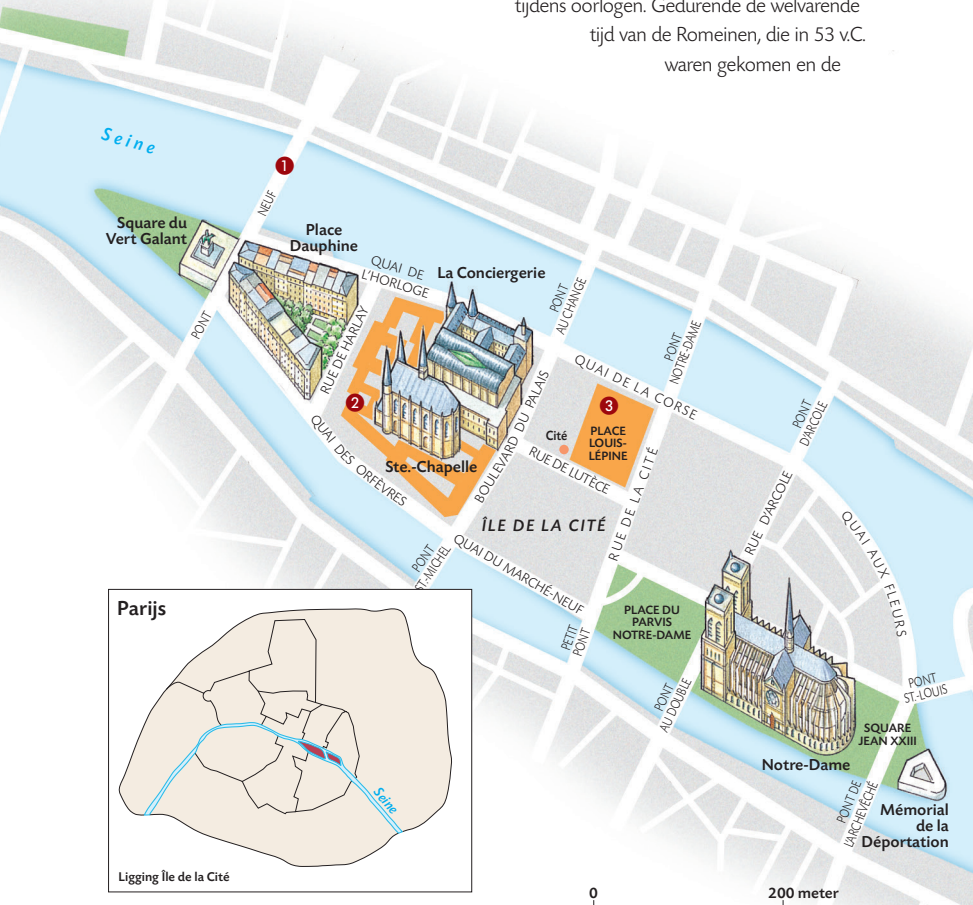 tijdens oorlogen. Gedurende de welvarende
tijd van de Romeinen, die in 53 v.C.
waren gekomen en de
Seine
1
NEUF
Square du
Vert Galant
Place
Dauphine
QUAI DE
L'HORLOGE
La Conciergerie
PONT
AU CHANGE
PONT
NOTRE-DAME
PONT
RUE DE HARLAY
2
QUAI DE LA CORSE
3
PLACE
LOUIS-
LÉPINE
Cité
PONT
D'ARCOLE
Ste.-Chapelle
BOULEVARD DU PALAIS
RUE DE LUTÈCE
QUAI DES ORFÈVRES
ÎLE DE LA CITÉ
RUE DE LA CITÉ
RUE D'ARCOLE
QUAI AUX FLEURS
PONT
ST.-MICHEL
QUAI DU MARCHÉ-NEUF
PLACE DU
PARVIS
NOTRE-DAME
PETIT
PONT
PONT
AU DOUBLE
PONT
ST.-LOUIS
SQUARE
JEAN XXIII
Notre-Dame
PONT DE
L'ARCHEVÊCHÉ
Mémorial
de la
Déportation
Parijs
Seine
Ligging Île de la Cité
0
200 meter